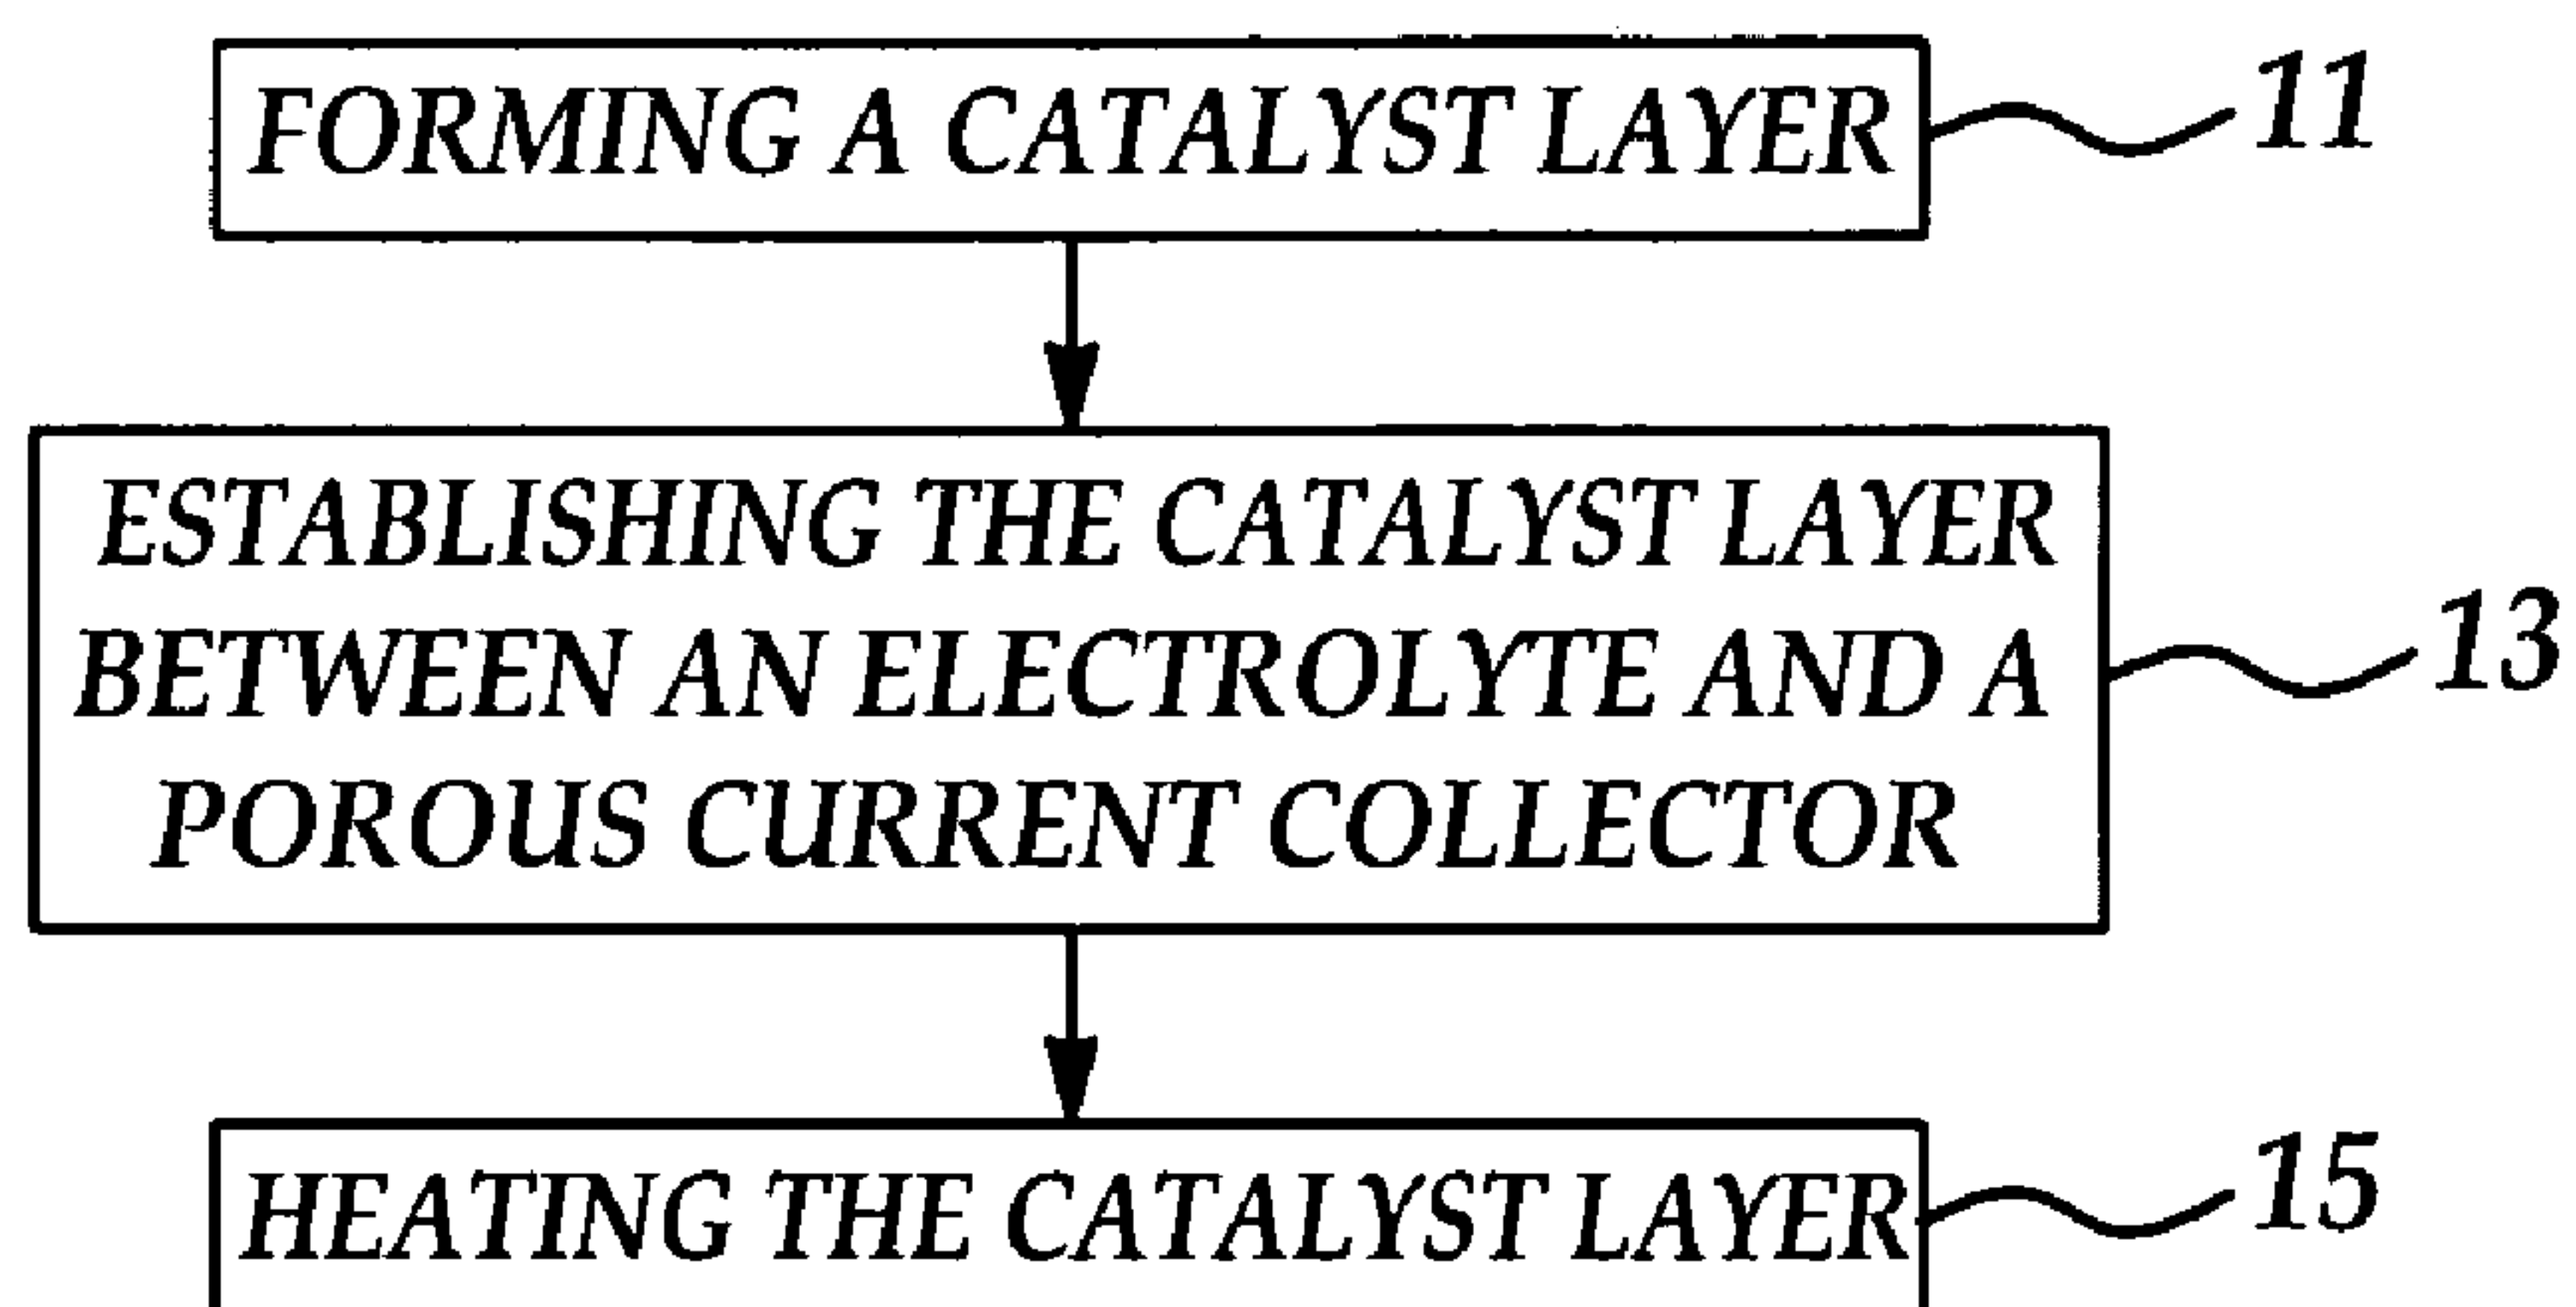 FORMING A CATALYST LAYER
11
ESTABLISHING THE CATALYST LAYER
BETWEEN AN ELECTROLYTE AND A
POROUS CURRENT COLLECTOR
13
HEATING THE CATALYST LAYER
15